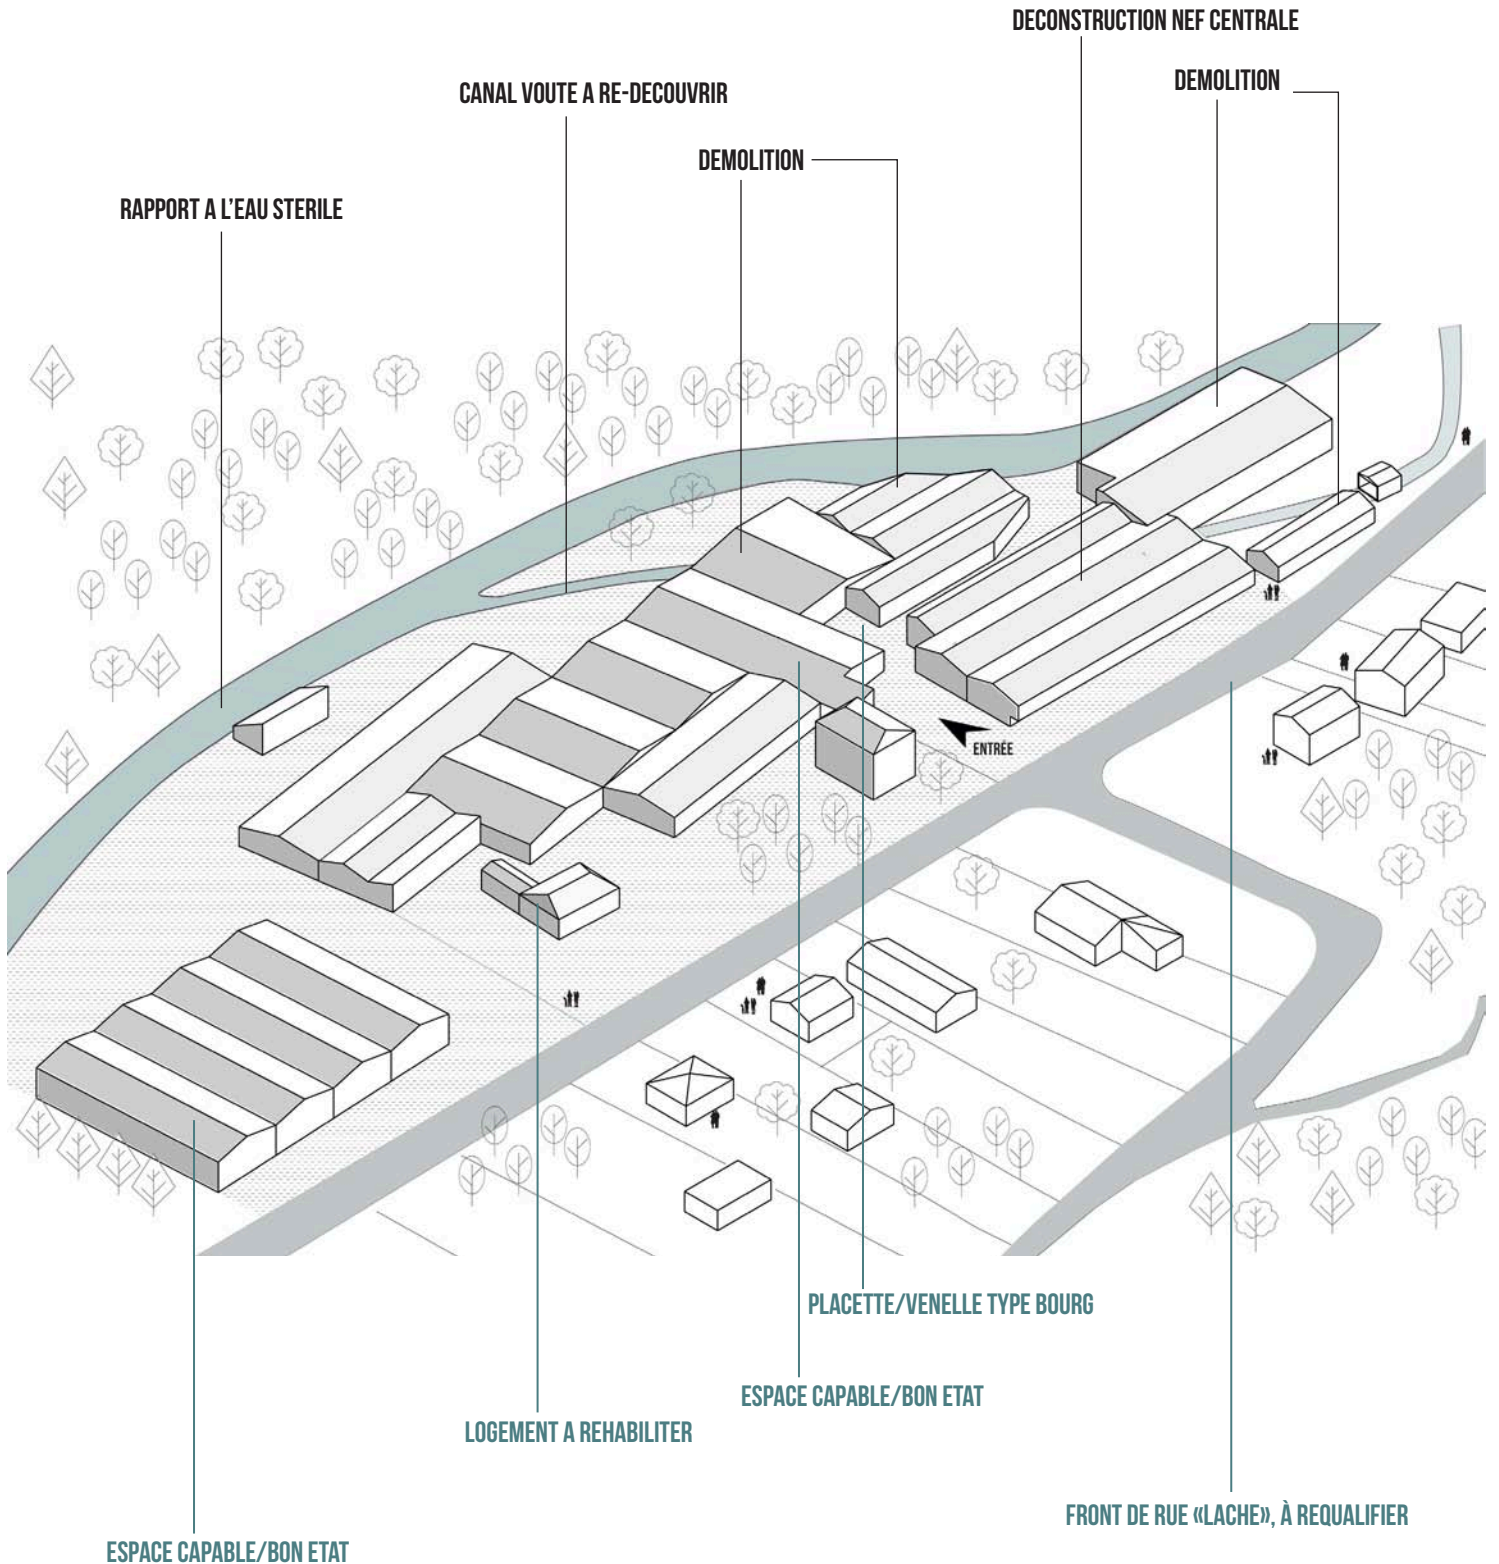 DECONSTRUCTION NEF CENTRALE
DEMOLITION
CANAL VOUTE A RE-DECOUVRIR
DEMOLITION
RAPPORT A L'EAU STERILE
ENTRÉE
PLACETTE/VENELLE TYPE BOURG
ESPACE CAPABLE/BON ETAT
LOGEMENT A REHABILITER
FRONT DE RUE «LACHE», À REQUALIFIER
ESPACE CAPABLE/BON ETAT